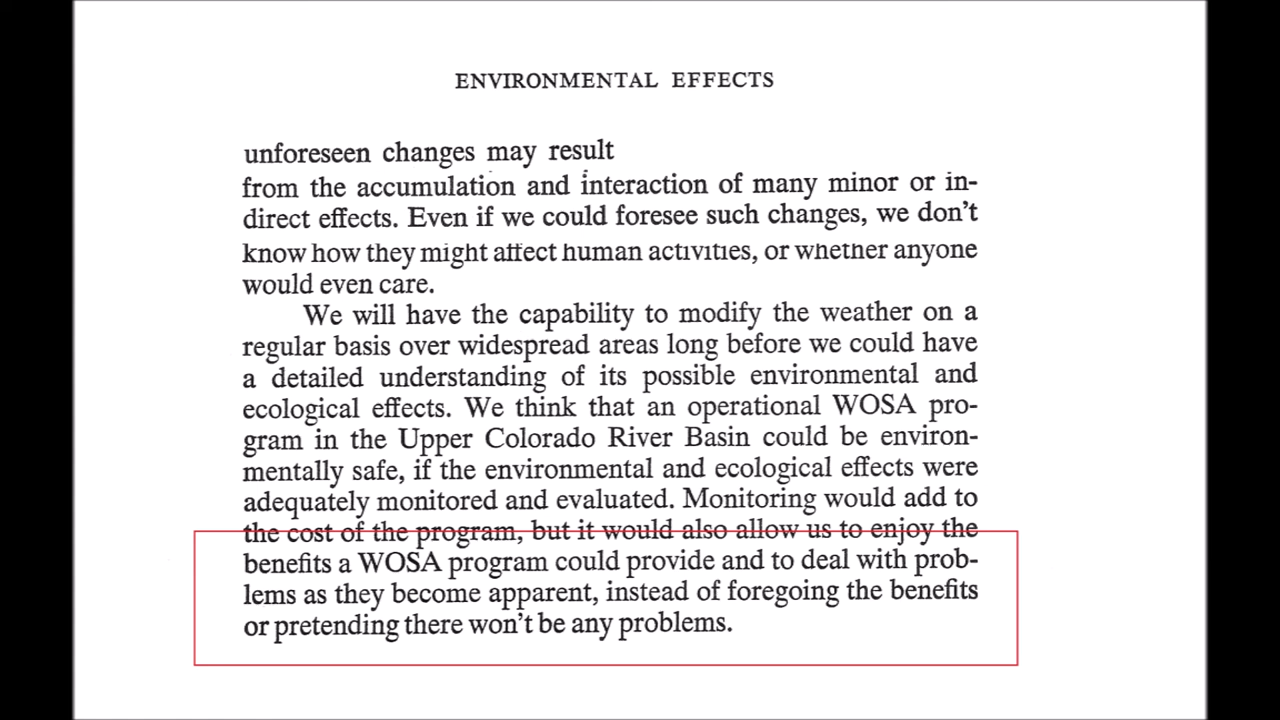 ENVIRONMENTAL EFFECTS
unforeseen changes may result
from the accumulation and interaction of many minor or in-
direct effects. Even if we could foresee such changes, we don't
know how they might affect human activities, or whether anyone
would even care.
We will have the capability to modify the weather on a
regular basis over widespread areas long before we could have
a detailed understanding of its possible environmental and
ecological effects. We think that an operational WOSA pro-
gram in the Upper Colorado River Basin could be environ-
mentally safe, if the environmental and ecological effects were
adequately monitored and evaluated. Monitoring would add to
the cost of the program, but it would also allow us to enjoy the
benefits a WOSA program could provide and to deal with prob-
lems as they become apparent, instead of foregoing the benefits
or pretending there won't be any problems.